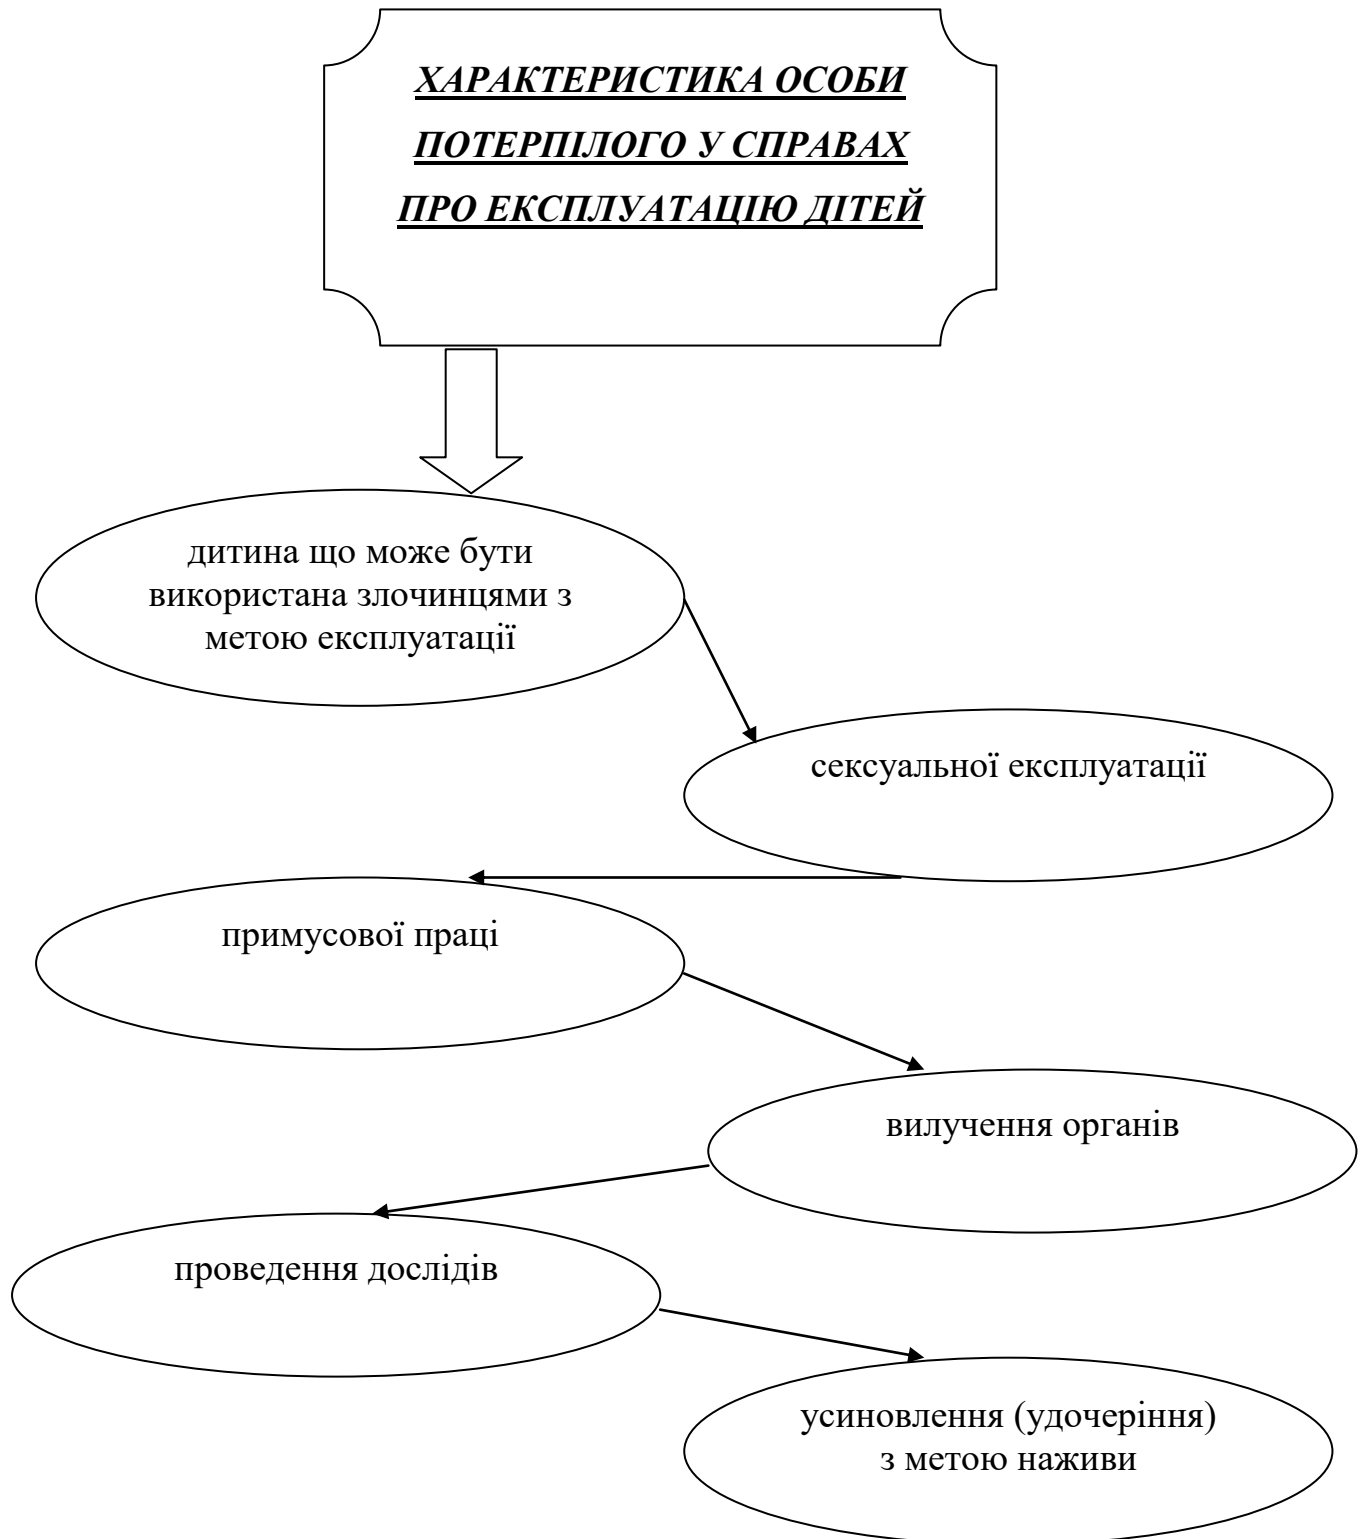 ХАРАКТЕРИСТИКА ОСОБИ
ПОТЕРПІЛОГО У СПРАВАХ
ПРО ЕКСПЛУАТАЦІЮ ДІТЕЙ
дитина що може бути
використана злочинцями з
метою експлуатації
сексуальної експлуатації
примусової праці
вилучення органів
проведення дослідів
усиновлення (удочеріння)
з метою наживи